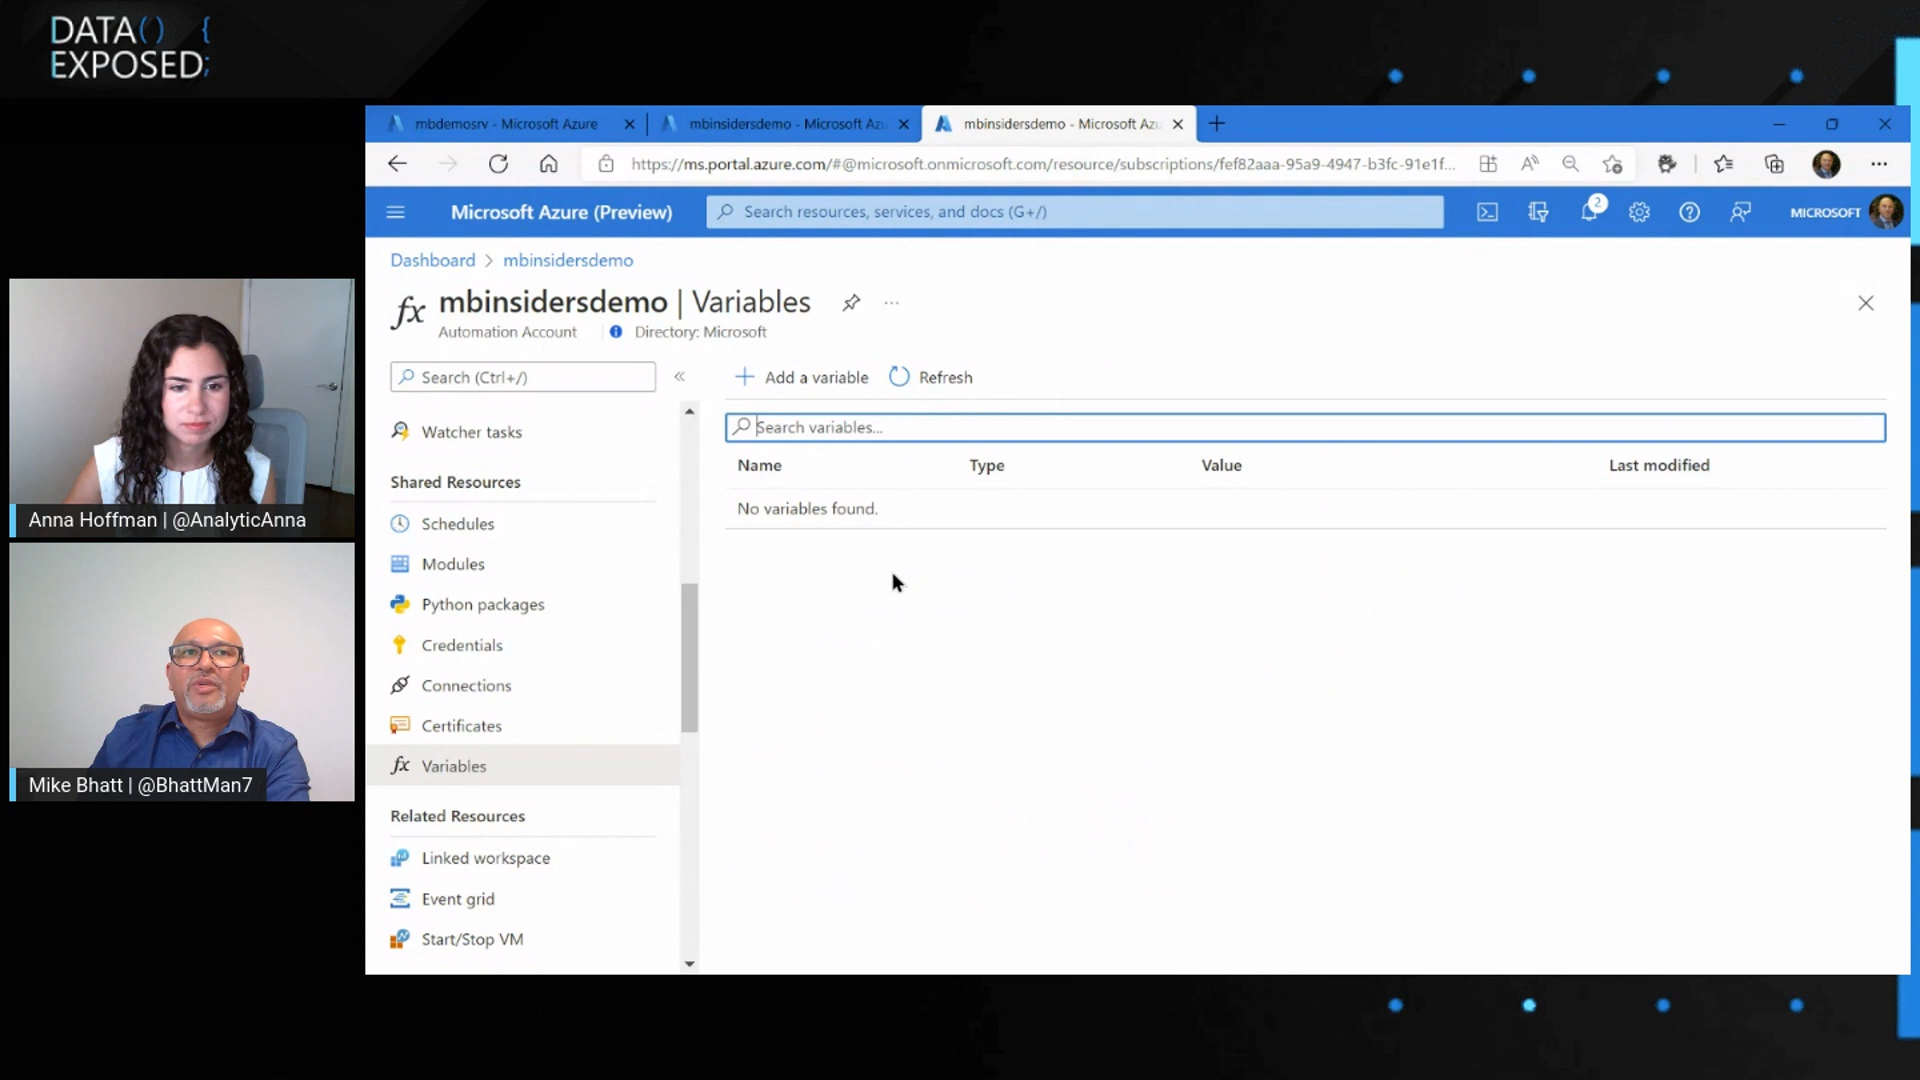 DATA() {
EXPOSED;
mbdemosrv - Microsoft Azure
mbinsidersdemo - Microsoft Az
mbinsidersdemo - Microsoft Az
https://ms.portal.azure.com/#@microsoft.onmicrosoft.com/resource/subscriptions/fef82aaa-95a9-4947-b3fc-91e1f...
Microsoft Azure (Preview)
Search resources, services, and docs (G+/)
2
MICROSOFT
Dashboard > mbinsidersdemo
fx mbinsidersdemo | Variables ...
Automation Account
Directory: Microsoft
Search (Ctrl+/)
«
Add a variable
Refresh
Search variables...
Name Type Value Last modified
No variables found.
Watcher tasks
Shared Resources
Schedules
Modules
Python packages
Credentials
Connections
Certificates
fx Variables
Related Resources
Linked workspace
Event grid
Start/Stop VM
Anna Hoffman | @AnalyticAnna
Mike Bhatt | @BhattMan7